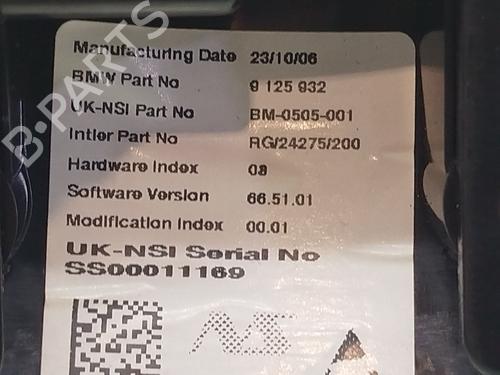 Manufacturing Date 23/10/06
BMW Part No 9 125 932
UK-NSI Part No BM-0505-001
Intier Part No RG/24275/200
Hardware Index 08
Software Version 66.51.01
Modification Index 00.01
UK-NSI Serial No
SS00011169
B-PARTS